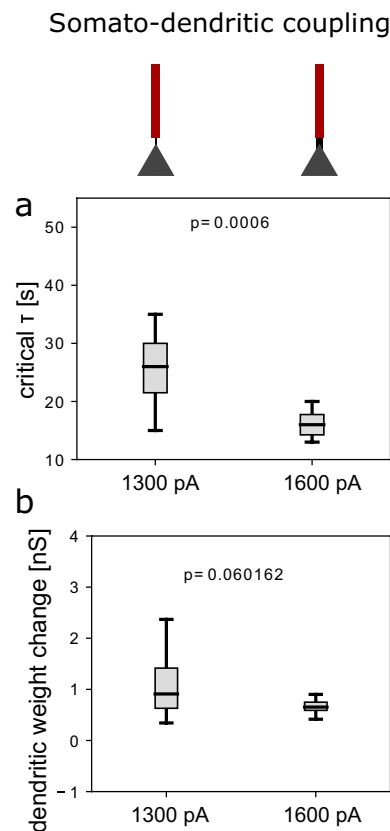 Somato-dendritic coupling
a
p=0.0006
critical τ [s]
50
40
30
20
10
1300 pA
1600 pA
b
p=0.060162
dendritic weight change [nS]
4
3
2
1
0
−1
1300 pA
1600 pA